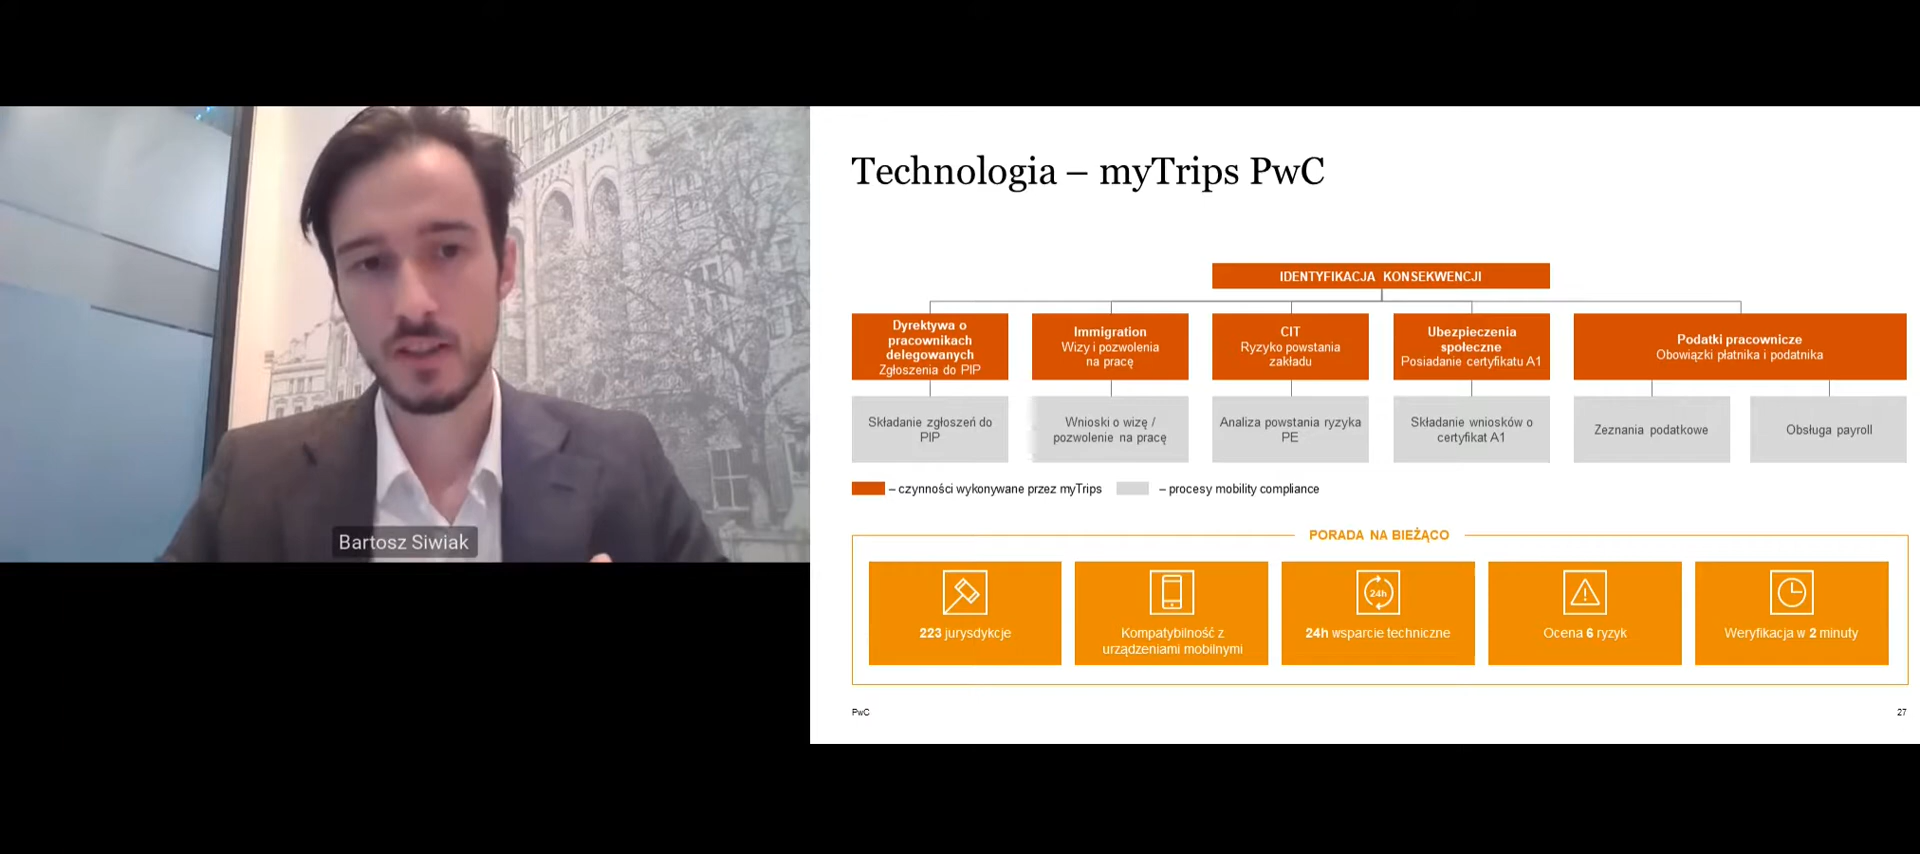 Bartosz Siwiak
Technologia – myTrips PwC
IDENTYFIKACJA KONSEKWENCJI
Dyrektywa o
pracownikach
delegowanych
Zgłoszenia do PIP
Immigration
Wizy i pozwolenia
na pracę
CIT
Ryzyko powstania
zakładu
Ubezpieczenia
społeczne
Posiadanie certyfikatu A1
Podatki pracownicze
Obowiązki płatnika i podatnika
Składanie zgłoszeń do
PIP
Wnioski o wizę /
pozwolenie na pracę
Analiza powstania ryzyka
PE
Składanie wniosków o
certyfikat A1
Zeznania podatkowe
Obsługa payroll
– czynności wykonywane przez myTrips
– procesy mobility compliance
PORADA NA BIEŻĄCO
223 jurysdykcje
Kompatybilność z
urządzeniami mobilnymi
24h
24h wsparcie techniczne
Ocena 6 ryzyk
Weryfikacja w 2 minuty
PwC
27